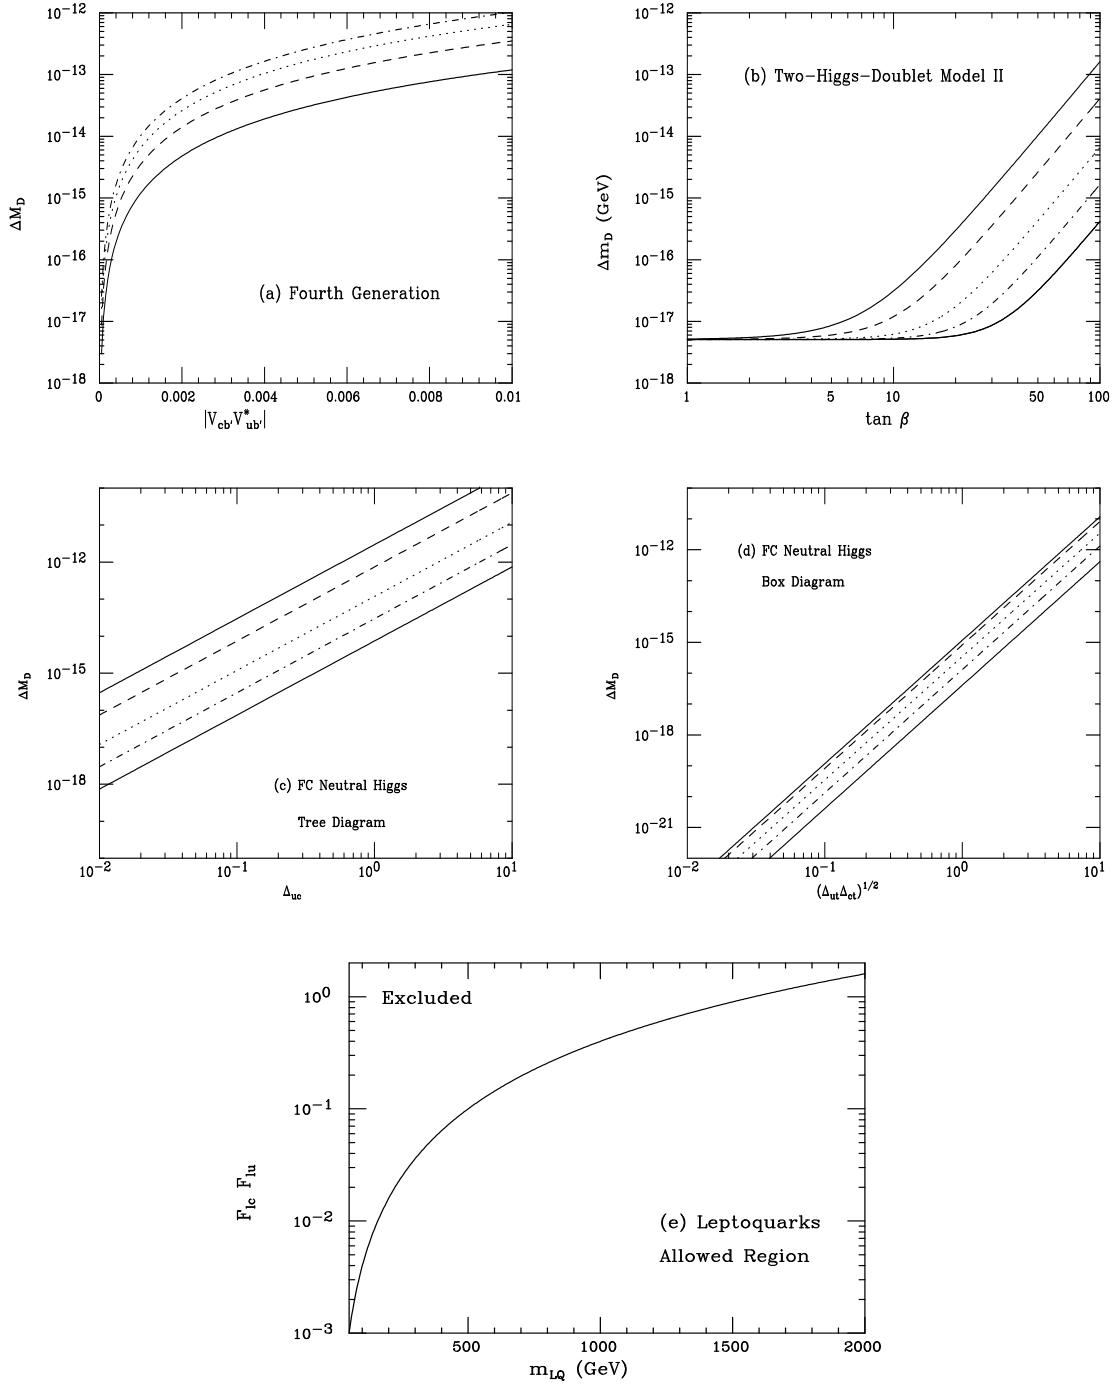 10⁻¹²
10⁻¹³
10⁻¹⁴
10⁻¹⁵
10⁻¹⁶
10⁻¹⁷
10⁻¹⁸
ΔM_D
(a) Fourth Generation
0 0.002 0.004 0.006 0.008 0.01
|V_cb'V*_ub'|
10⁻¹²
10⁻¹³
10⁻¹⁴
10⁻¹⁵
10⁻¹⁶
10⁻¹⁷
10⁻¹⁸
Δm_D (GeV)
(b) Two-Higgs-Doublet Model II
1 5 10 50 100
tan β
10⁻¹²
10⁻¹⁵
10⁻¹⁸
ΔM_D
(c) FC Neutral Higgs
Tree Diagram
10⁻² 10⁻¹ 10⁰ 10¹
Δ_uc
10⁻¹²
10⁻¹⁵
10⁻¹⁸
10⁻²¹
ΔM_D
(d) FC Neutral Higgs
Box Diagram
10⁻² 10⁻¹ 10⁰ 10¹
(Δ_utΔ_ct)^1/2
10⁰
10⁻¹
10⁻²
10⁻³
F_lc F_lu
Excluded
(e) Leptoquarks
Allowed Region
500 1000 1500 2000
m_LQ (GeV)